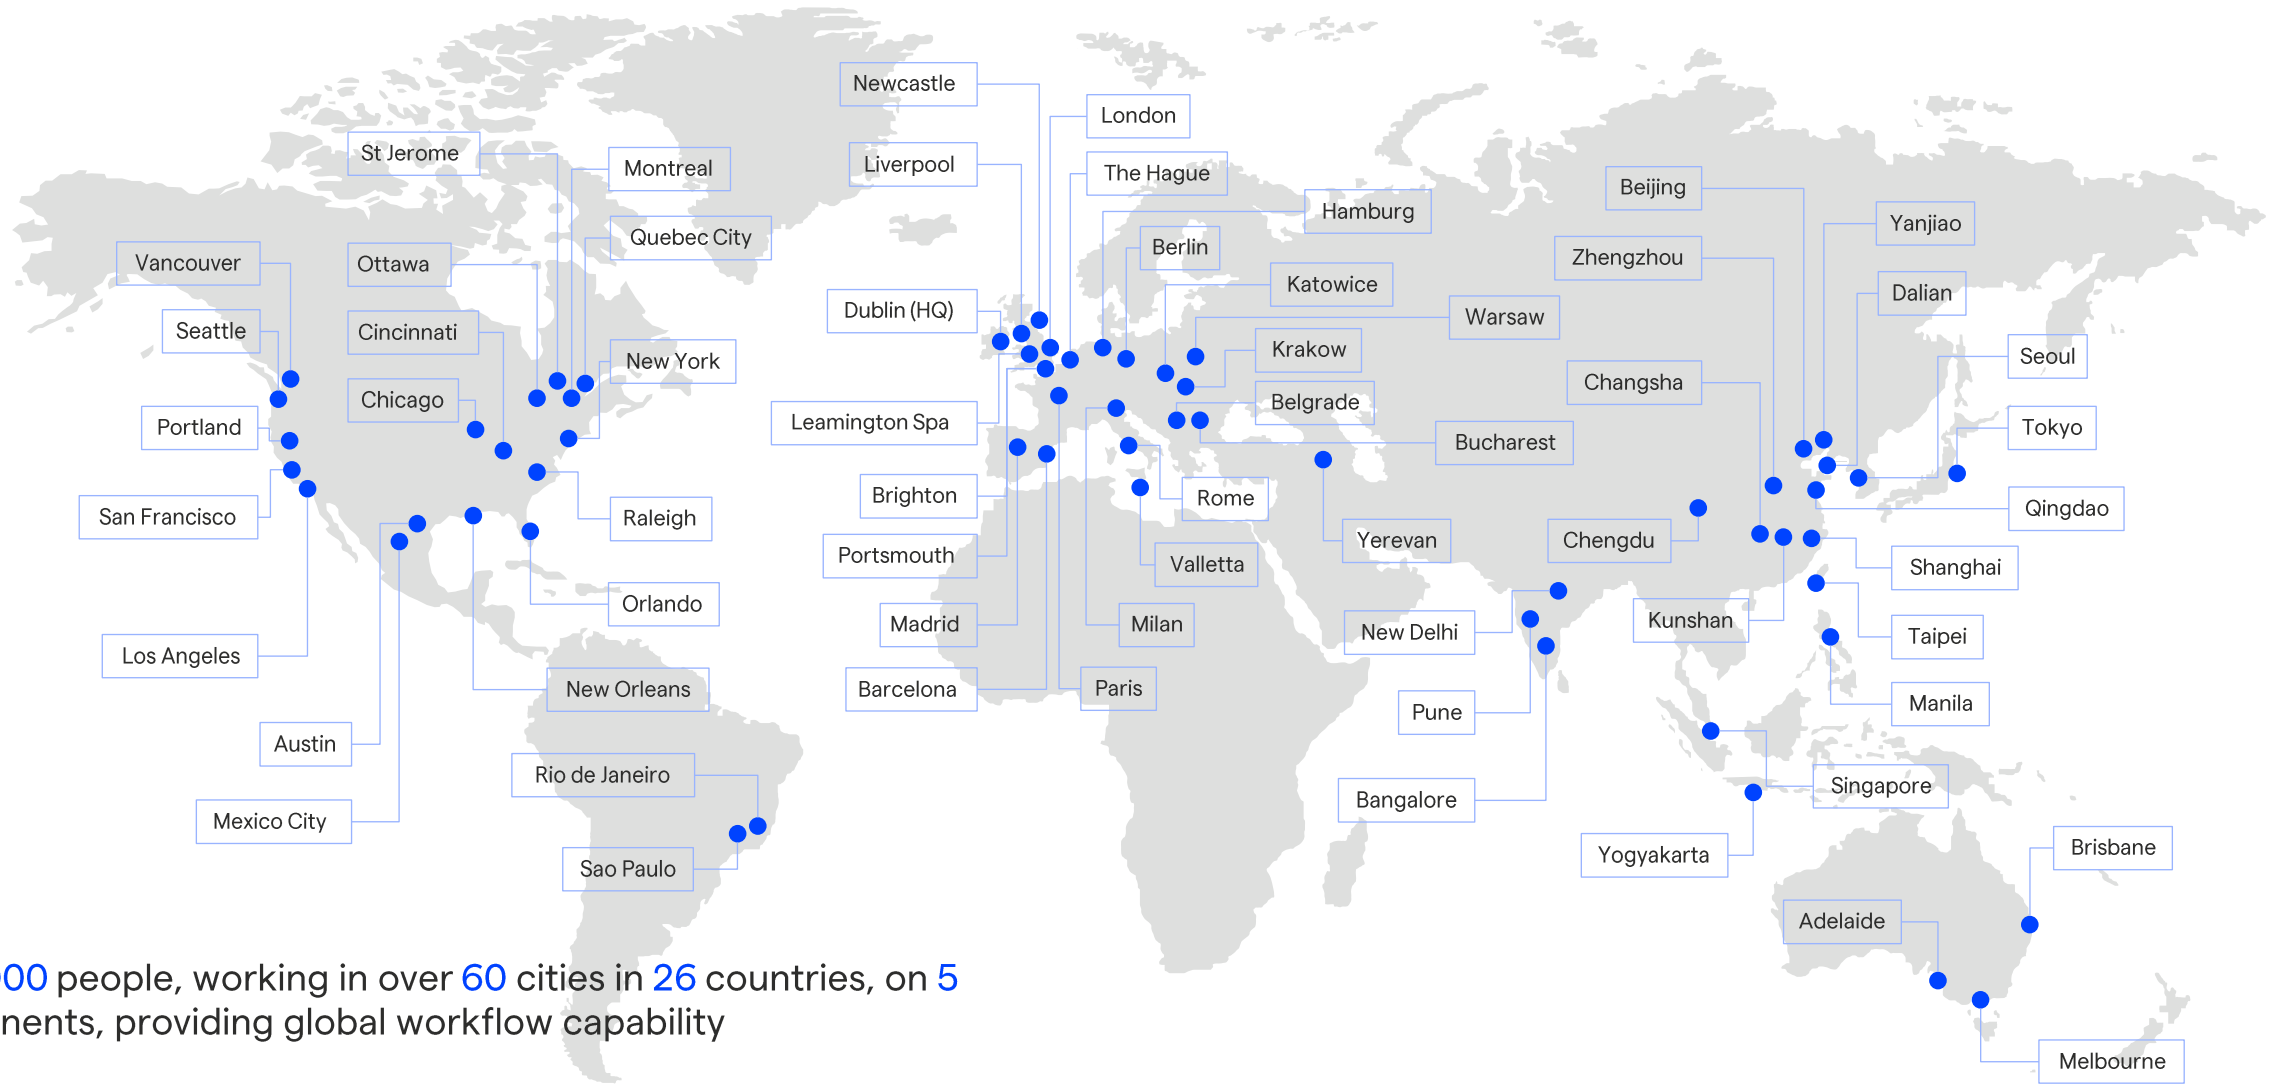 Newcastle
London
St Jerome
Liverpool
Montreal
The Hague
Beijing
Hamburg
Yanjiao
Quebec City
Berlin
Zhengzhou
Vancouver
Ottawa
Katowice
Dalian
Dublin (HQ)
Warsaw
Seattle
Cincinnati
Krakow
Seoul
New York
Changsha
Chicago
Belgrade
Leamington Spa
Portland
Tokyo
Bucharest
Brighton
Rome
Qingdao
San Francisco
Raleigh
Yerevan
Chengdu
Portsmouth
Valletta
Shanghai
Orlando
Madrid
Milan
New Delhi
Kunshan
Taipei
Los Angeles
New Orleans
Barcelona
Paris
Manila
Pune
Austin
Rio de Janeiro
Singapore
Bangalore
Mexico City
Brisbane
Yogyakarta
Sao Paulo
Adelaide
00 people, working in over 60 cities in 26 countries, on 5
nents, providing global workflow capability
Melbourne